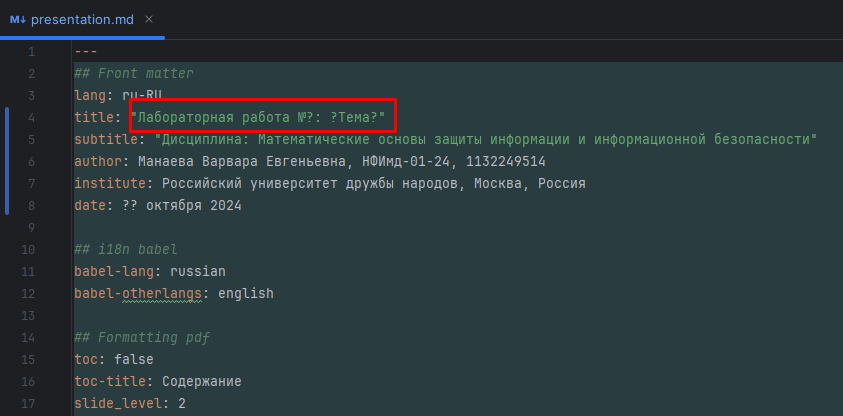 M↓ presentation.md ×
1 ---
2 ## Front matter
3 lang: ru-RU
4 title: "Лабораторная работа №?: ?Тема?"
5 subtitle: "Дисциплина: Математические основы защиты информации и информационной безопасности"
6 author: Манаева Варвара Евгеньевна, НФИмд-01-24, 1132249514
7 institute: Российский университет дружбы народов, Москва, Россия
8 date: ?? октября 2024
9
10 ## i18n babel
11 babel-lang: russian
12 babel-otherlangs: english
13
14 ## Formatting pdf
15 toc: false
16 toc-title: Содержание
17 slide_level: 2